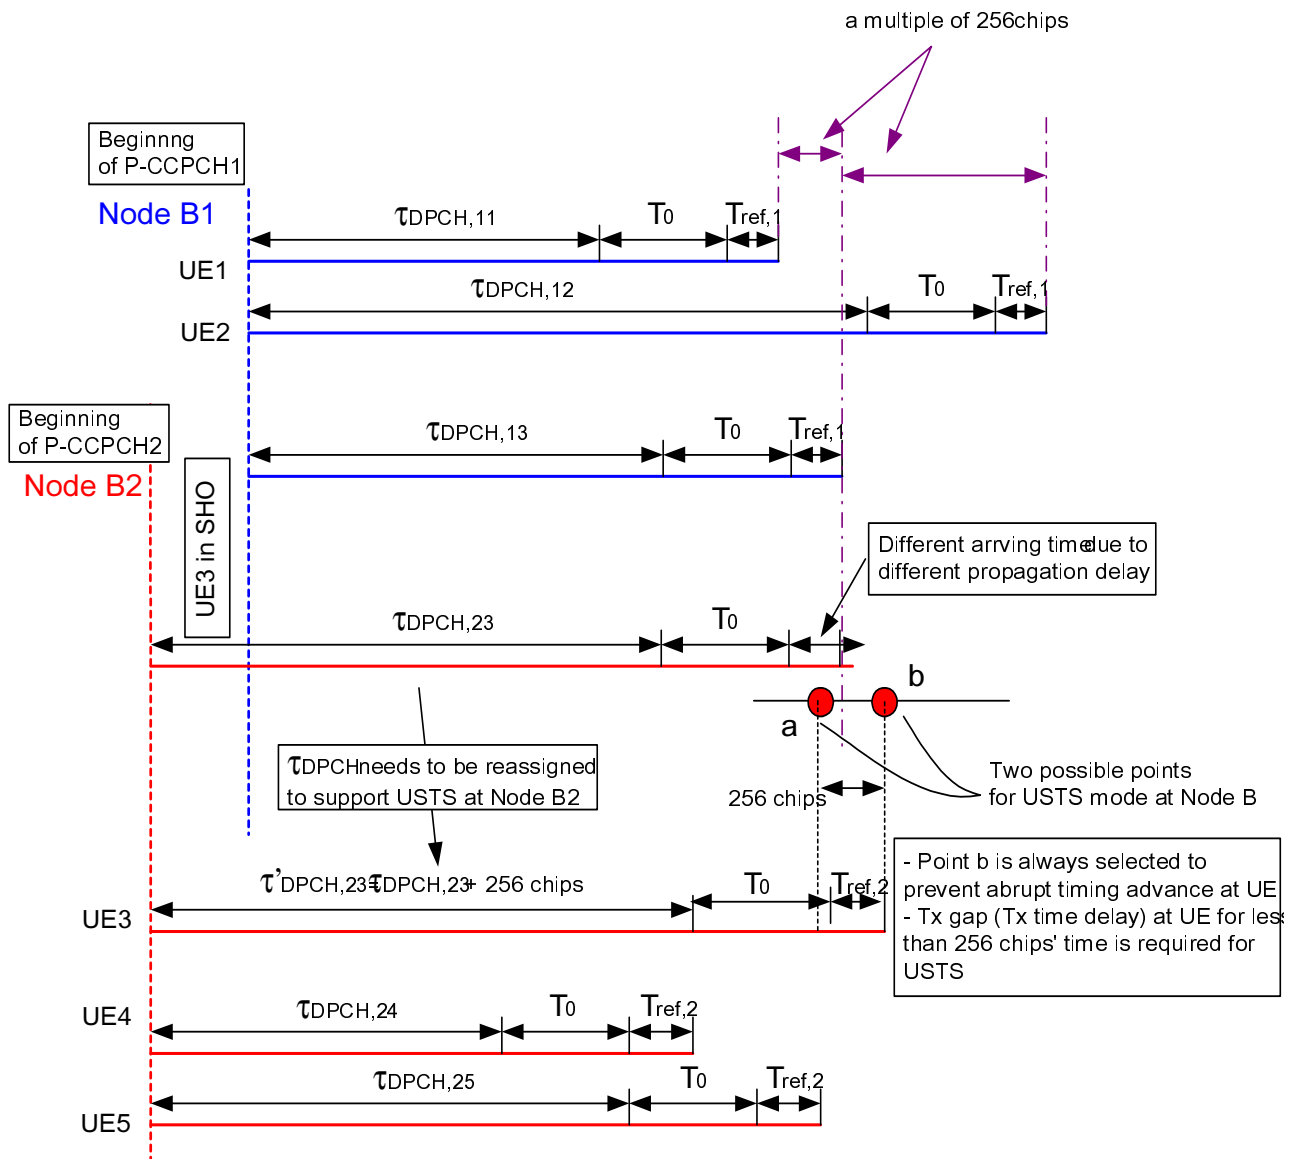 a multiple of 256chips
Beginnng
of P-CCPCH1
Node B1
τDPCH,11
T0
Tref,1
UE1
τDPCH,12
T0
Tref,1
UE2
Beginning
of P-CCPCH2
Node B2
τDPCH,13
T0
Tref,1
UE3 in SHO
Different arrving timedue to
different propagation delay
τDPCH,23
T0
b
a
τDPCHneeds to be reassigned
to support USTS at Node B2
Two possible points
for USTS mode at Node B
256 chips
- Point b is always selected to
prevent abrupt timing advance at UE
- Tx gap (Tx time delay) at UE for less
than 256 chips' time is required for
USTS
τ'DPCH,23=τDPCH,23+ 256 chips
T0
Tref,2
UE3
τDPCH,24
T0
Tref,2
UE4
τDPCH,25
T0
Tref,2
UE5